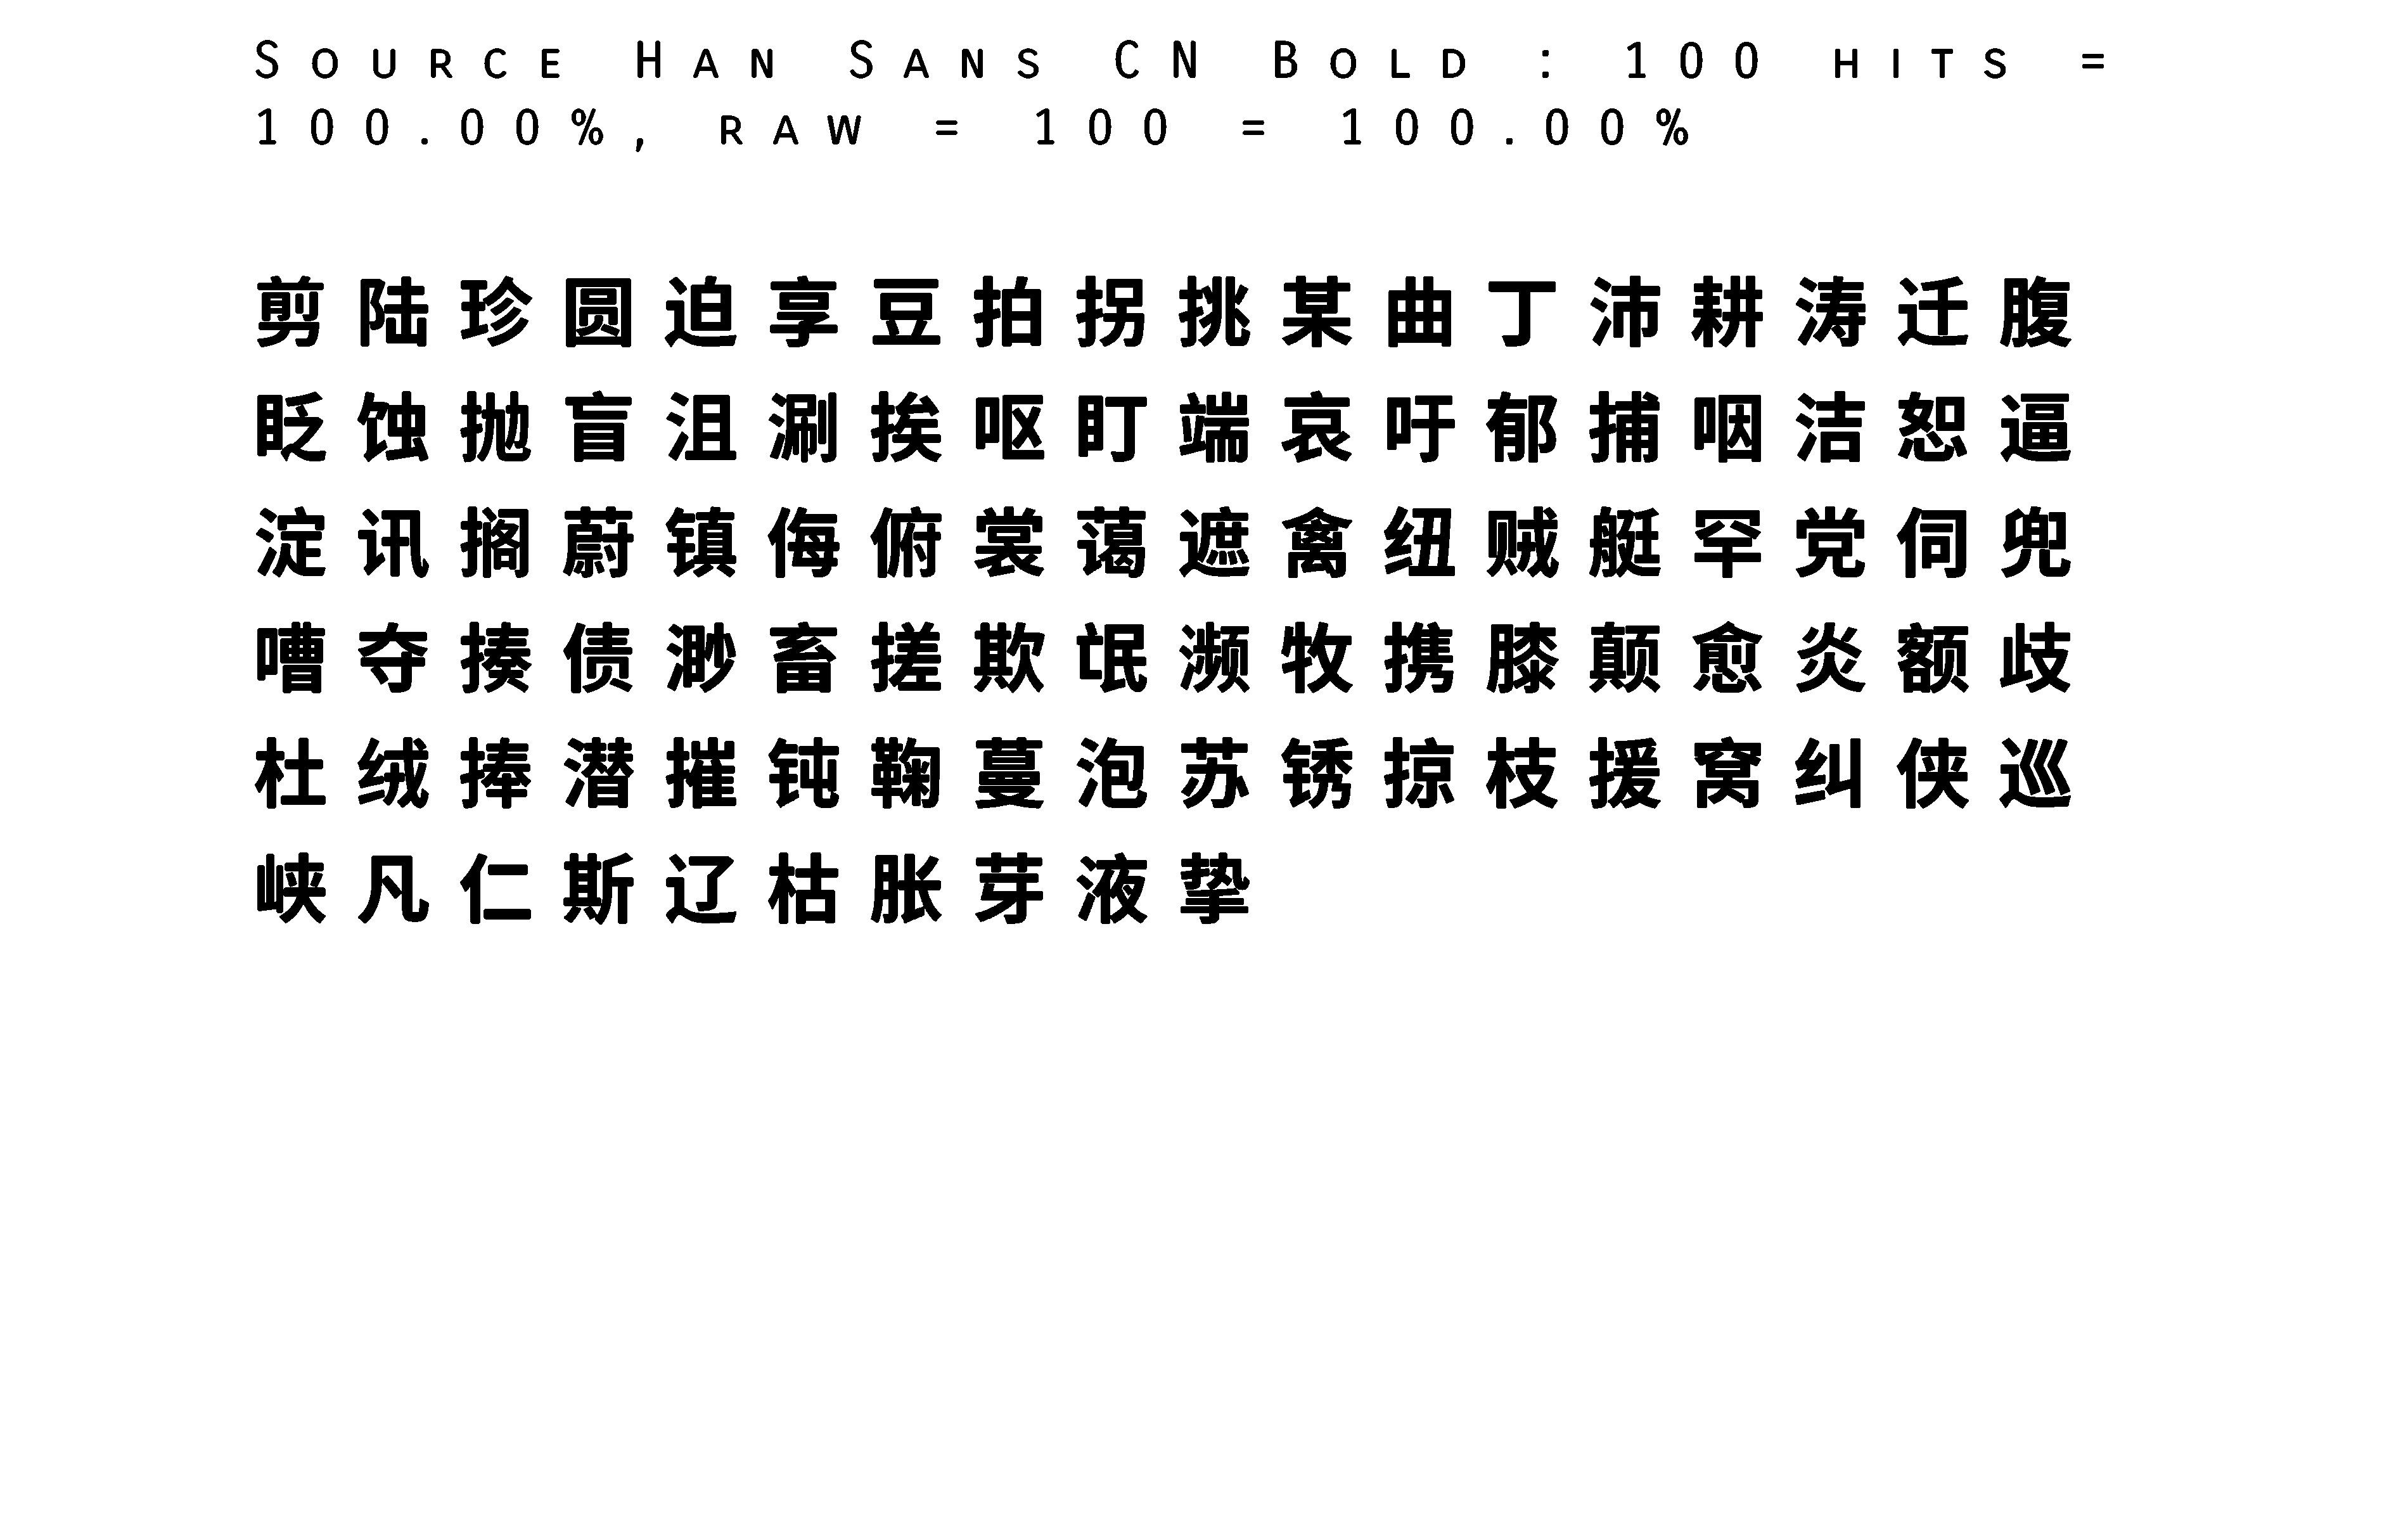 Source Han Sans CN Bold : 100 hits =
100.00%, raw = 100 = 100.00%
剪陆珍圆迫享豆拍拐挑某曲丁沛耕涛迁腹
眨蚀抛盲沮涮挨呕盯端哀吁郁捕咽洁恕逼
淀讯搁蔚镇侮俯裳蔼遮禽纽贼艇罕党伺兜
嘈夺揍债渺畜搓欺氓濒牧携膝颠愈炎额歧
杜绒捧潜摧钝鞠蔓泡苏锈掠枝援窝纠侠巡
峡凡仁斯辽枯胀芽液挚